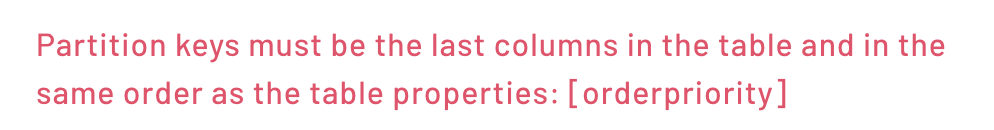 Partition keys must be the last columns in the table and in the
same order as the table properties: [orderpriority]